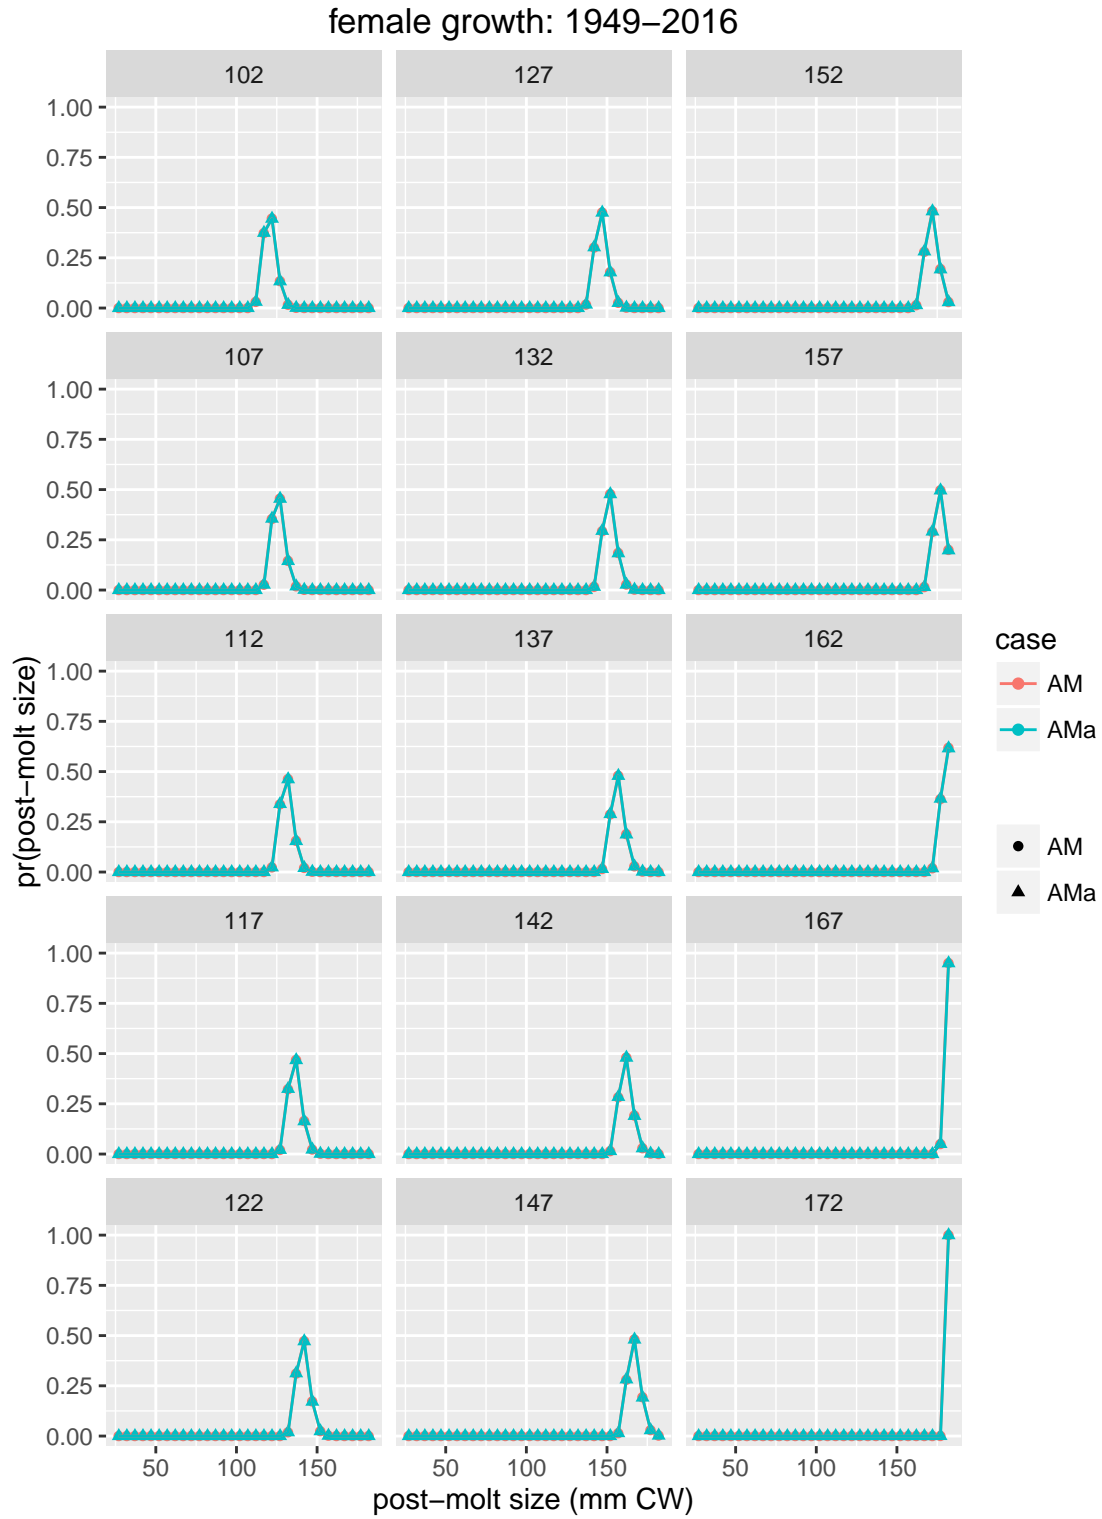 female growth: 1949−2016
102 127 152
1.00
0.75
0.50
0.25
0.00
107 132 157
1.00
0.75
0.50
0.25
0.00
112 137 162
1.00
0.75
0.50
0.25
0.00
117 142 167
1.00
0.75
0.50
0.25
0.00
122 147 172
1.00
0.75
0.50
0.25
0.00
50 100 150 50 100 150 50 100 150
post−molt size (mm CW)
pr(post−molt size)
case
AM
AMa
AM
AMa